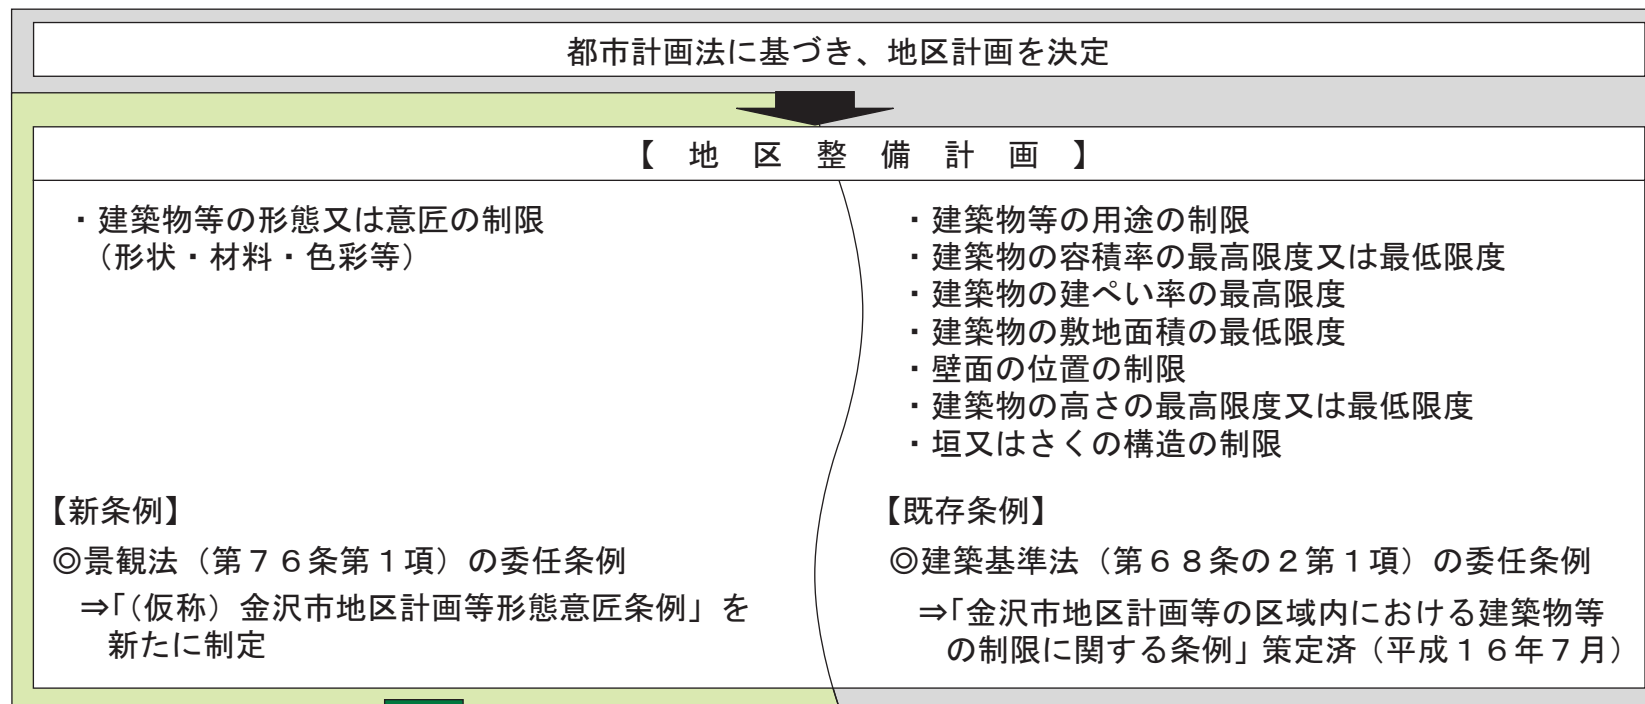 都市計画法に基づき、地区計画を決定
【 地 区 整 備 計 画 】
・建築物等の形態又は意匠の制限
（形状・材料・色彩等）
【新条例】
◎景観法（第７６条第１項）の委任条例
⇒「（仮称）金沢市地区計画等形態意匠条例」を
新たに制定
・建築物等の用途の制限
・建築物の容積率の最高限度又は最低限度
・建築物の建ぺい率の最高限度
・建築物の敷地面積の最低限度
・壁面の位置の制限
・建築物の高さの最高限度又は最低限度
・垣又はさくの構造の制限
【既存条例】
◎建築基準法（第６８条の２第１項）の委任条例
⇒「金沢市地区計画等の区域内における建築物等
の制限に関する条例」策定済（平成１６年７月）